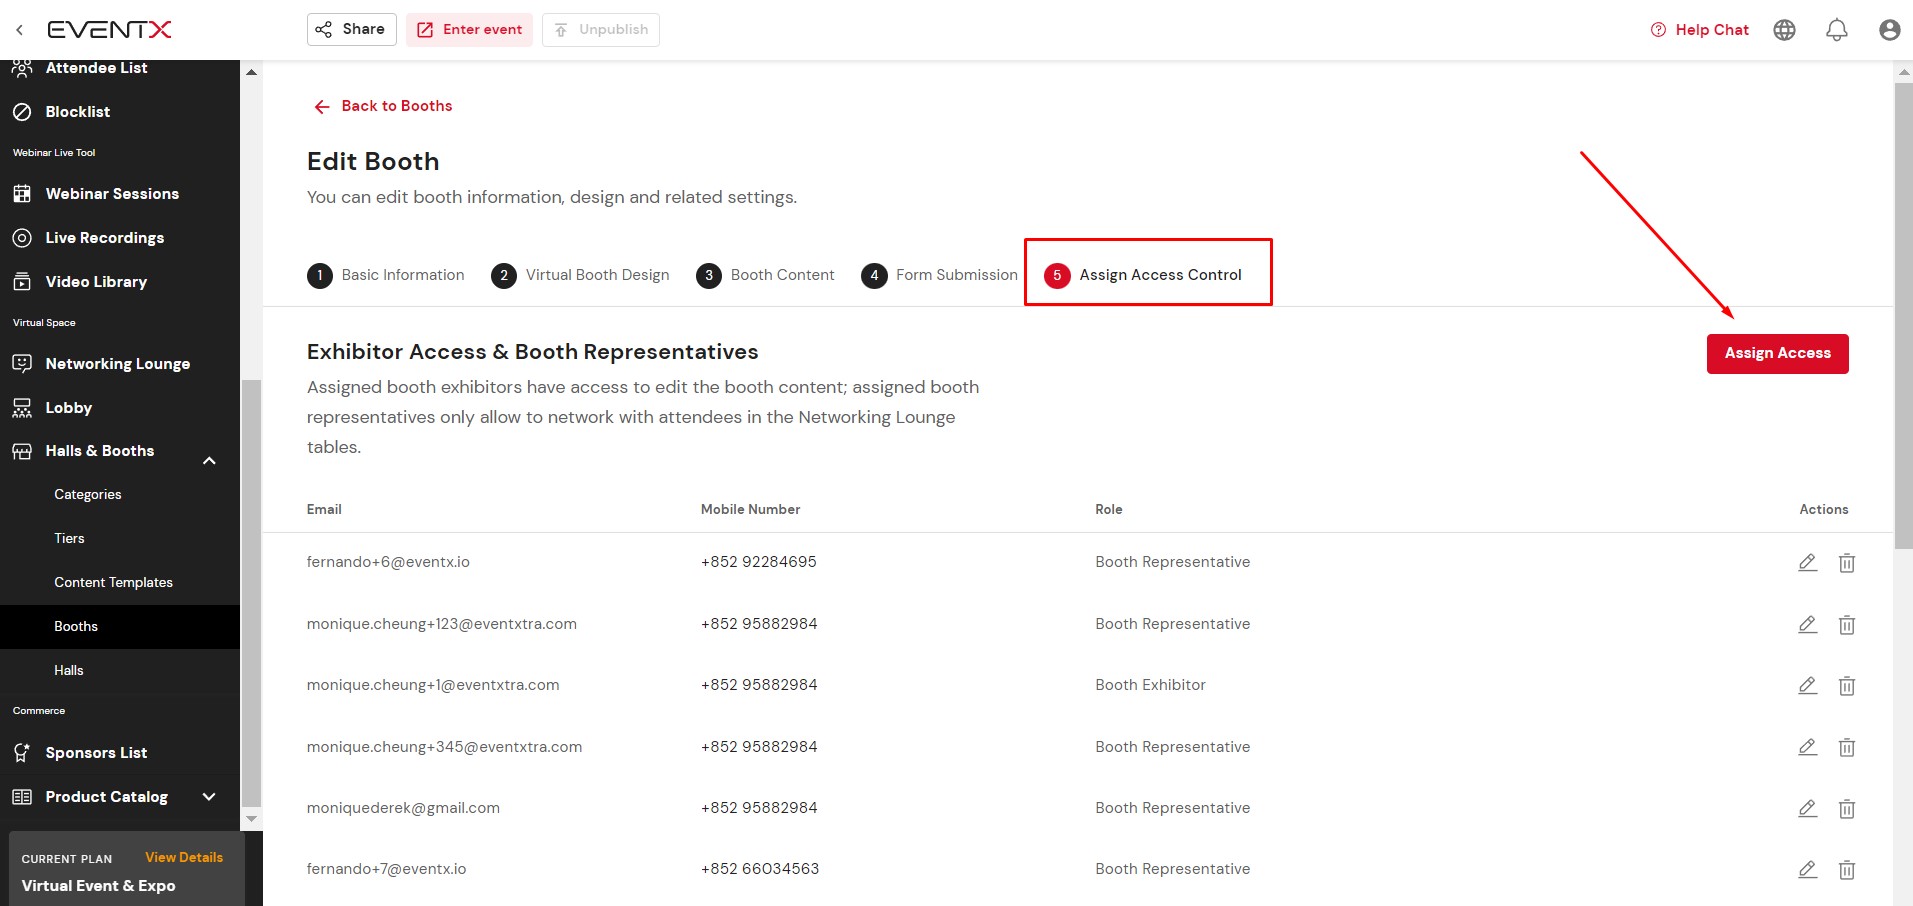 EVENTX
Share
Enter event
Unpublish
Help Chat
Attendee List
Blocklist
Webinar Live Tool
Webinar Sessions
Live Recordings
Video Library
Virtual Space
Networking Lounge
Lobby
Halls & Booths
Categories
Tiers
Content Templates
Booths
Halls
Commerce
Sponsors List
Product Catalog
CURRENT PLAN View Details
Virtual Event & Expo
Back to Booths
Edit Booth
You can edit booth information, design and related settings.
1 Basic Information 2 Virtual Booth Design 3 Booth Content 4 Form Submission 5 Assign Access Control
Exhibitor Access & Booth Representatives
Assign Access
Assigned booth exhibitors have access to edit the booth content; assigned booth
representatives only allow to network with attendees in the Networking Lounge
tables.
Email Mobile Number Role Actions
fernando+6@eventx.io +852 92284695 Booth Representative
monique.cheung+123@eventxtra.com +852 95882984 Booth Representative
monique.cheung+1@eventxtra.com +852 95882984 Booth Exhibitor
monique.cheung+345@eventxtra.com +852 95882984 Booth Representative
moniquederek@gmail.com +852 95882984 Booth Representative
fernando+7@eventx.io +852 66034563 Booth Representative